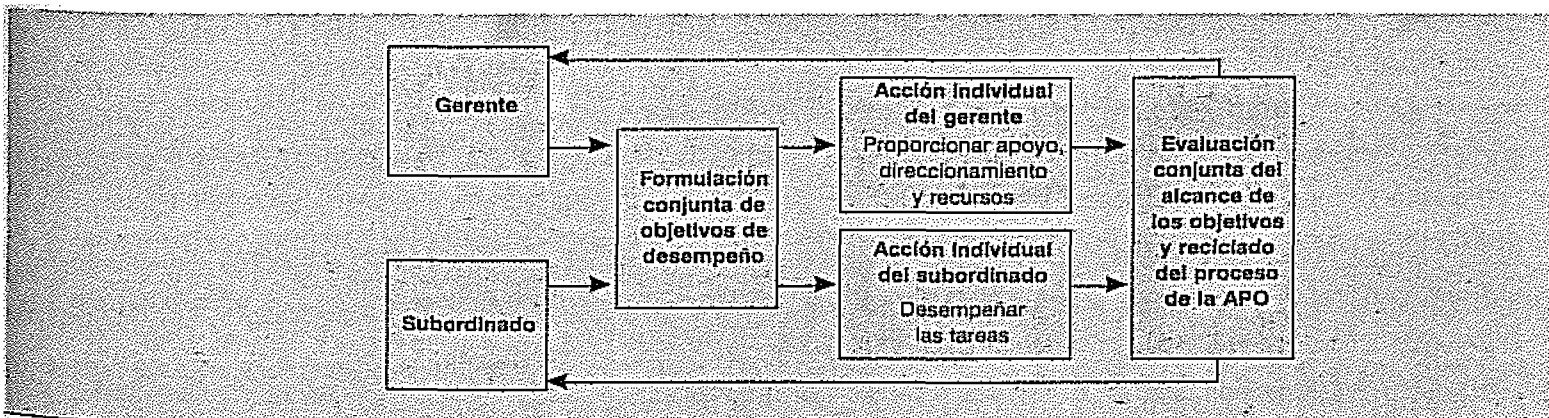 Gerente
Subordinado
Formulación
conjunta de
objetivos de
desempeño
Acción individual
del gerente
Proporcionar apoyo,
direccionamiento
y recursos
Acción individual
del subordinado
Desempeñar
las tareas
Evaluación
conjunta del
alcance de
los objetivos
y reciclado
del proceso
de la APO